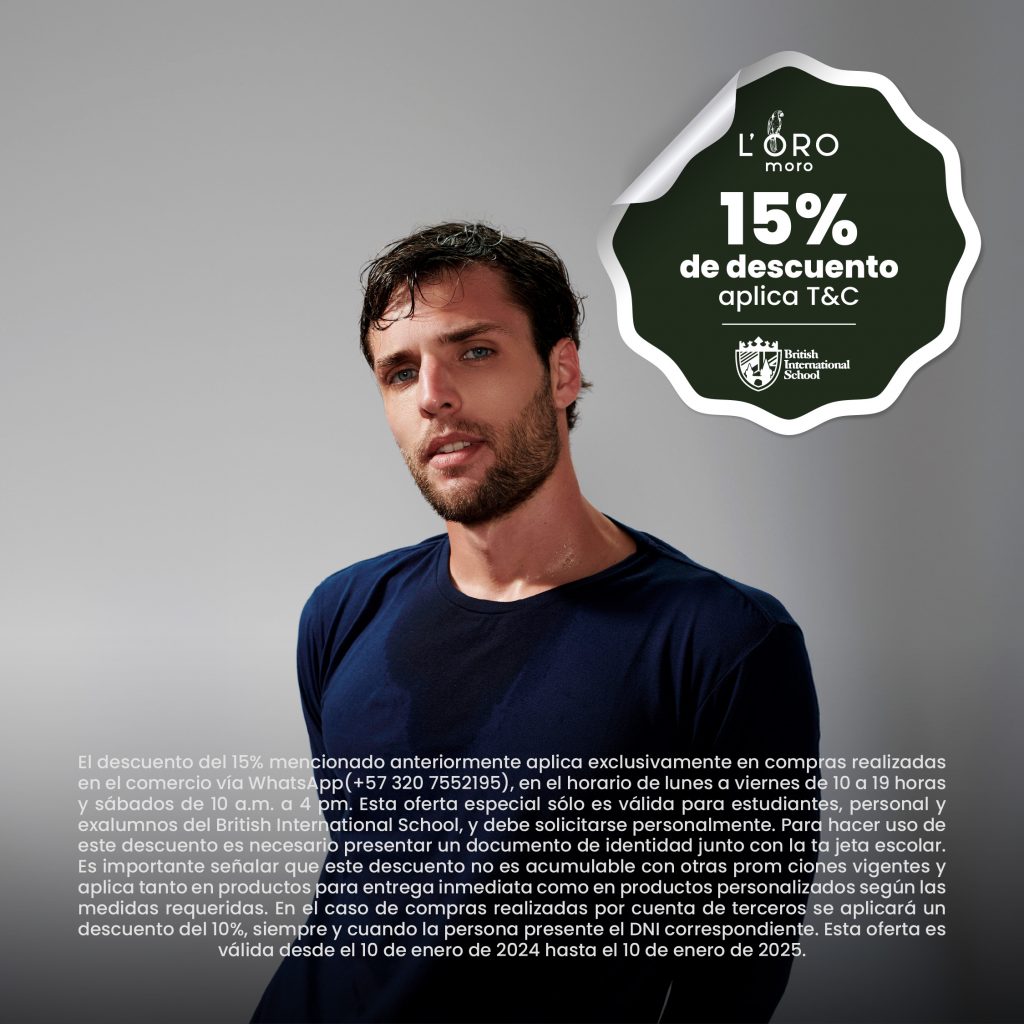 L'ORO
moro
15%
de descuento
aplica T&C
British
International
School
El descuento del 15% mencionado anteriormente aplica exclusivamente en compras realizadas
en el comercio vía WhatsApp(+57 320 7552195), en el horario de lunes a viernes de 10 a 19 horas
y sábados de 10 a.m. a 4 pm. Esta oferta especial sólo es válida para estudiantes, personal y
exalumnos del British International School, y debe solicitarse personalmente. Para hacer uso de
este descuento es necesario presentar un documento de identidad junto con la ta jeta escolar.
Es importante señalar que este descuento no es acumulable con otras prom ciones vigentes y
aplica tanto en productos para entrega inmediata como en productos personalizados según las
medidas requeridas. En el caso de compras realizadas por cuenta de terceros se aplicará un
descuento del 10%, siempre y cuando la persona presente el DNI correspondiente. Esta oferta es
válida desde el 10 de enero de 2024 hasta el 10 de enero de 2025.